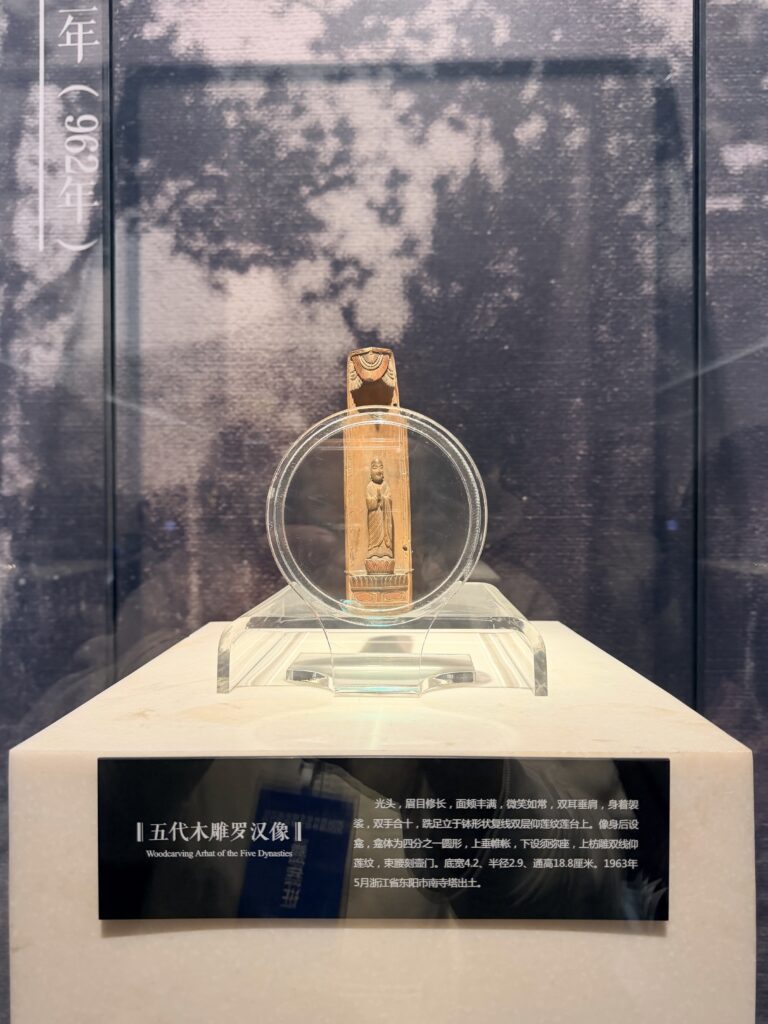 年（962年）
五代木雕罗汉像
Woodcarving Arhat of the Five Dynasties
光头，眉目修长，面颊丰满，微笑如常，双耳垂肩，身着袈
裟，双手合十，跣足立于钵形状复线双层仰莲纹莲台上。像身后设
龛，龛体为四分之一圆形，上垂帷帐，下设须弥座，上枋雕双线仰
莲纹，束腰刻壸门。底宽4.2、半径2.9、通高18.8厘米。1963年
5月浙江省东阳市南寺塔出土。